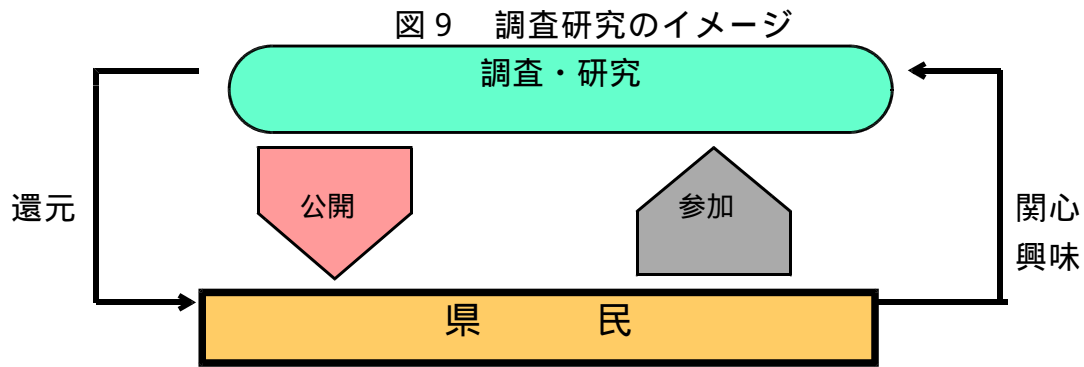 図9 調査研究のイメージ
調査・研究
公開
参加
還元
関心
興味
県 民